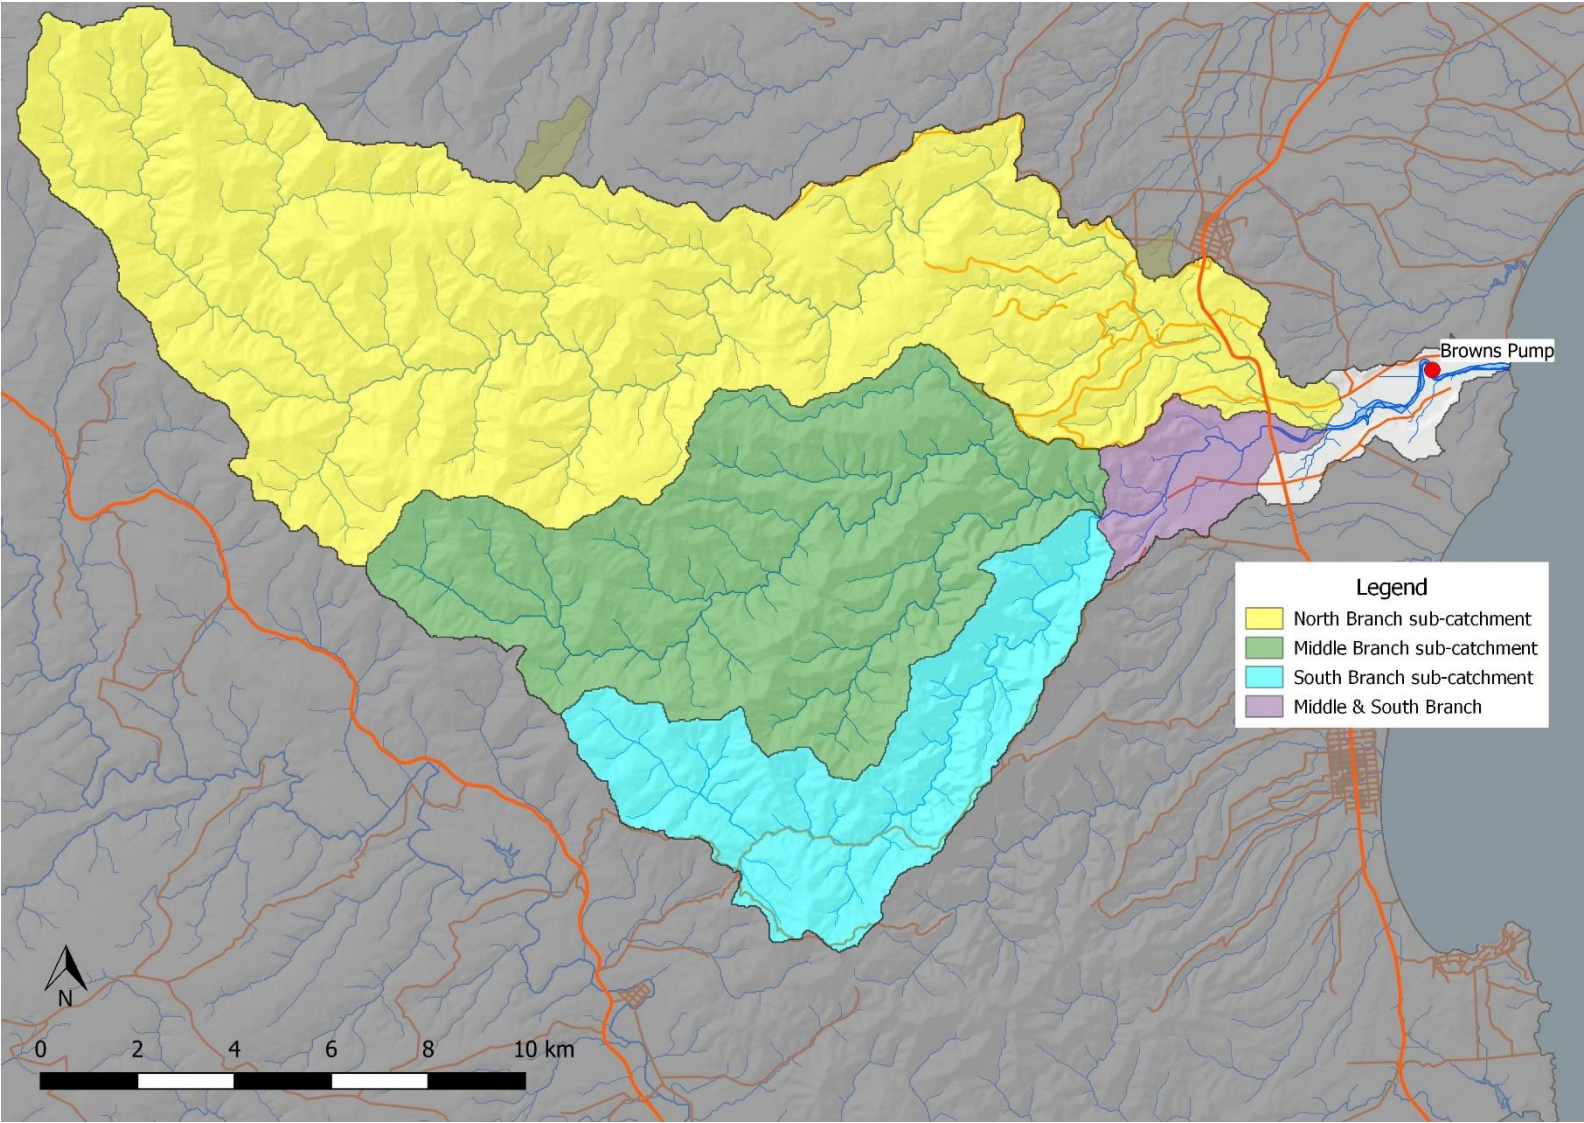 Browns Pump
Legend
North Branch sub-catchment
Middle Branch sub-catchment
South Branch sub-catchment
Middle & South Branch
N
0 2 4 6 8 10 km